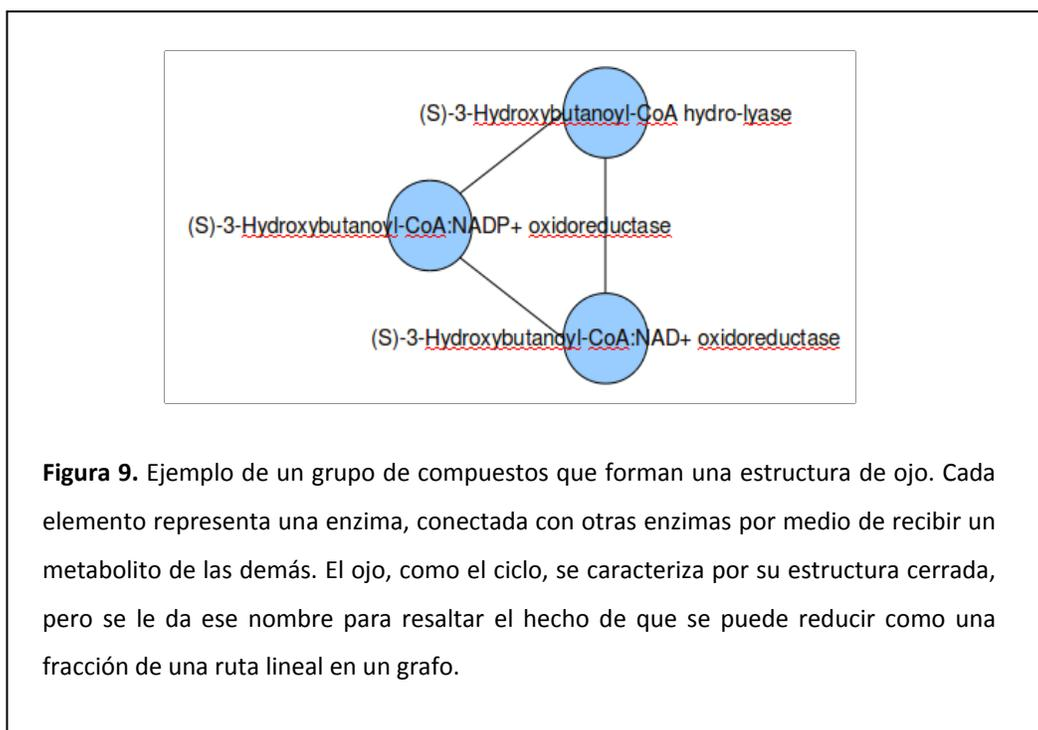 (S)-3-Hydroxybutanoyl-CoA hydro-lyase
(S)-3-Hydroxybutanoyl-CoA:NADP+ oxidoreductase
(S)-3-Hydroxybutanoyl-CoA:NAD+ oxidoreductase
Figura 9. Ejemplo de un grupo de compuestos que forman una estructura de ojo. Cada
elemento representa una enzima, conectada con otras enzimas por medio de recibir un
metabolito de las demás. El ojo, como el ciclo, se caracteriza por su estructura cerrada,
pero se le da ese nombre para resaltar el hecho de que se puede reducir como una
fracción de una ruta lineal en un grafo.